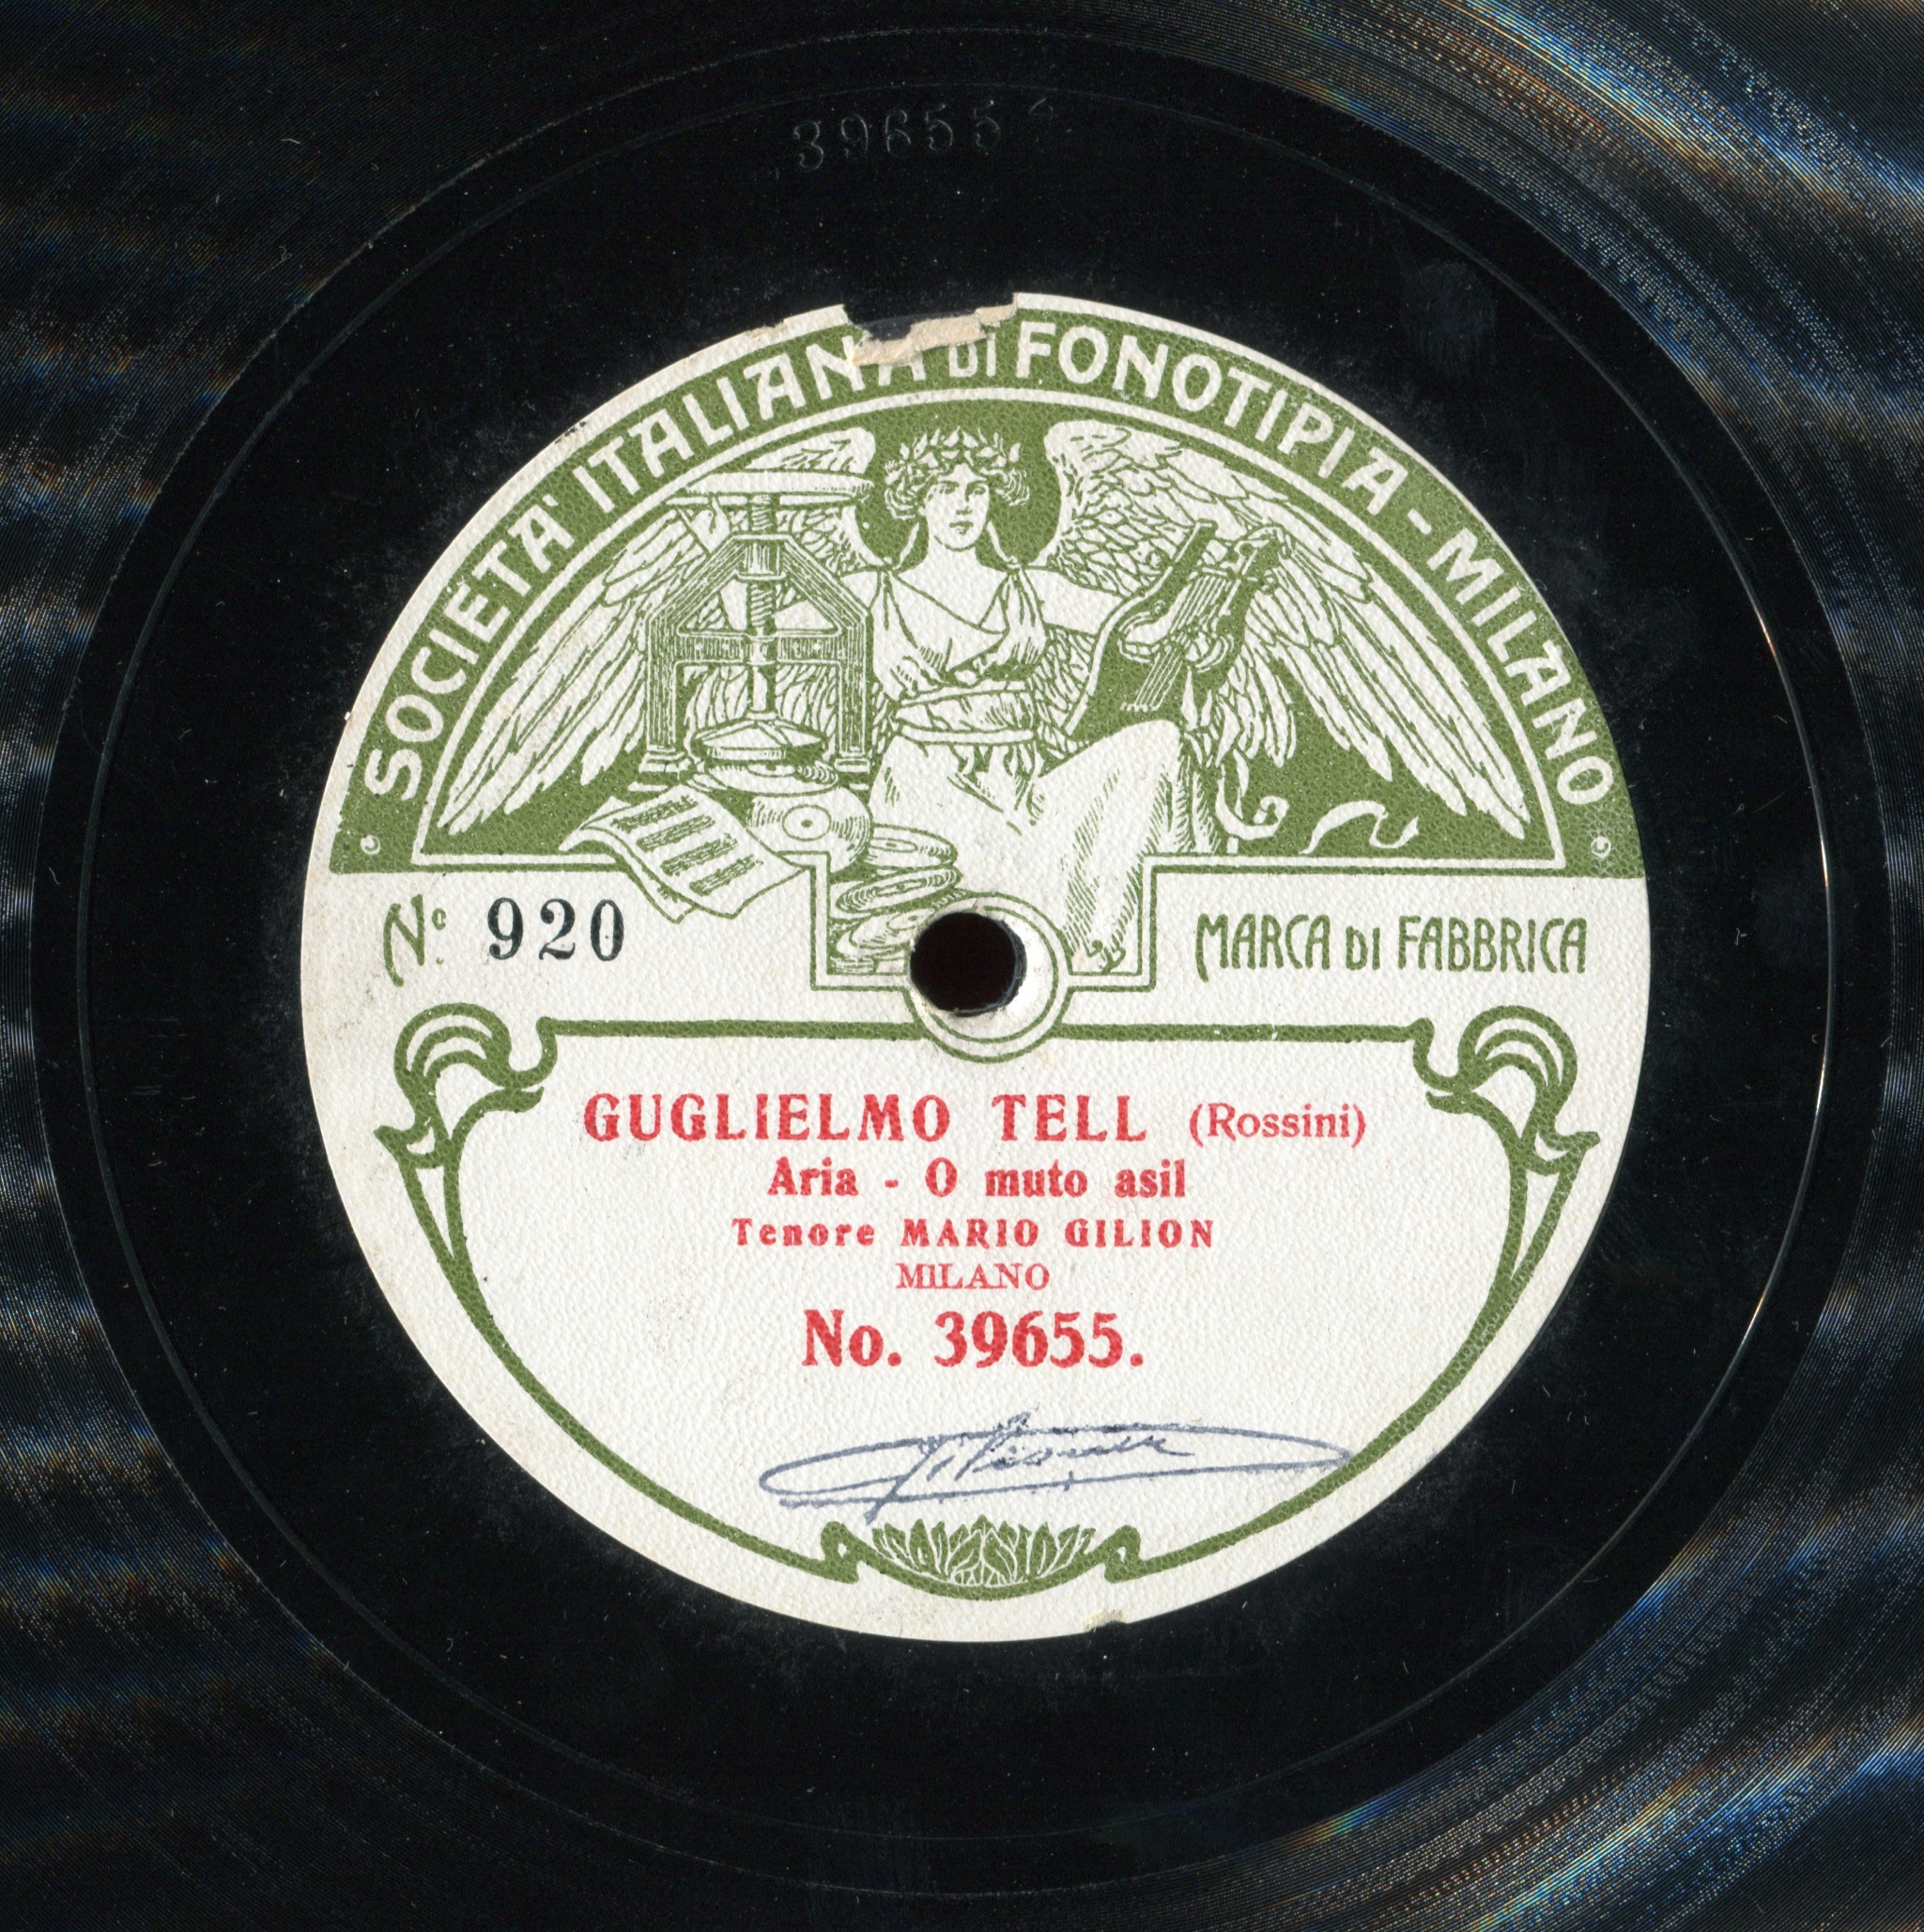 39655
SOCIETA' ITALIANA DI FONOTIPIA - MILANO
No. 920
MARCA DI FABBRICA
GUGLIELMO TELL (Rossini)
Aria - O muto asil
Tenore MARIO GILION
MILANO
No. 39655.